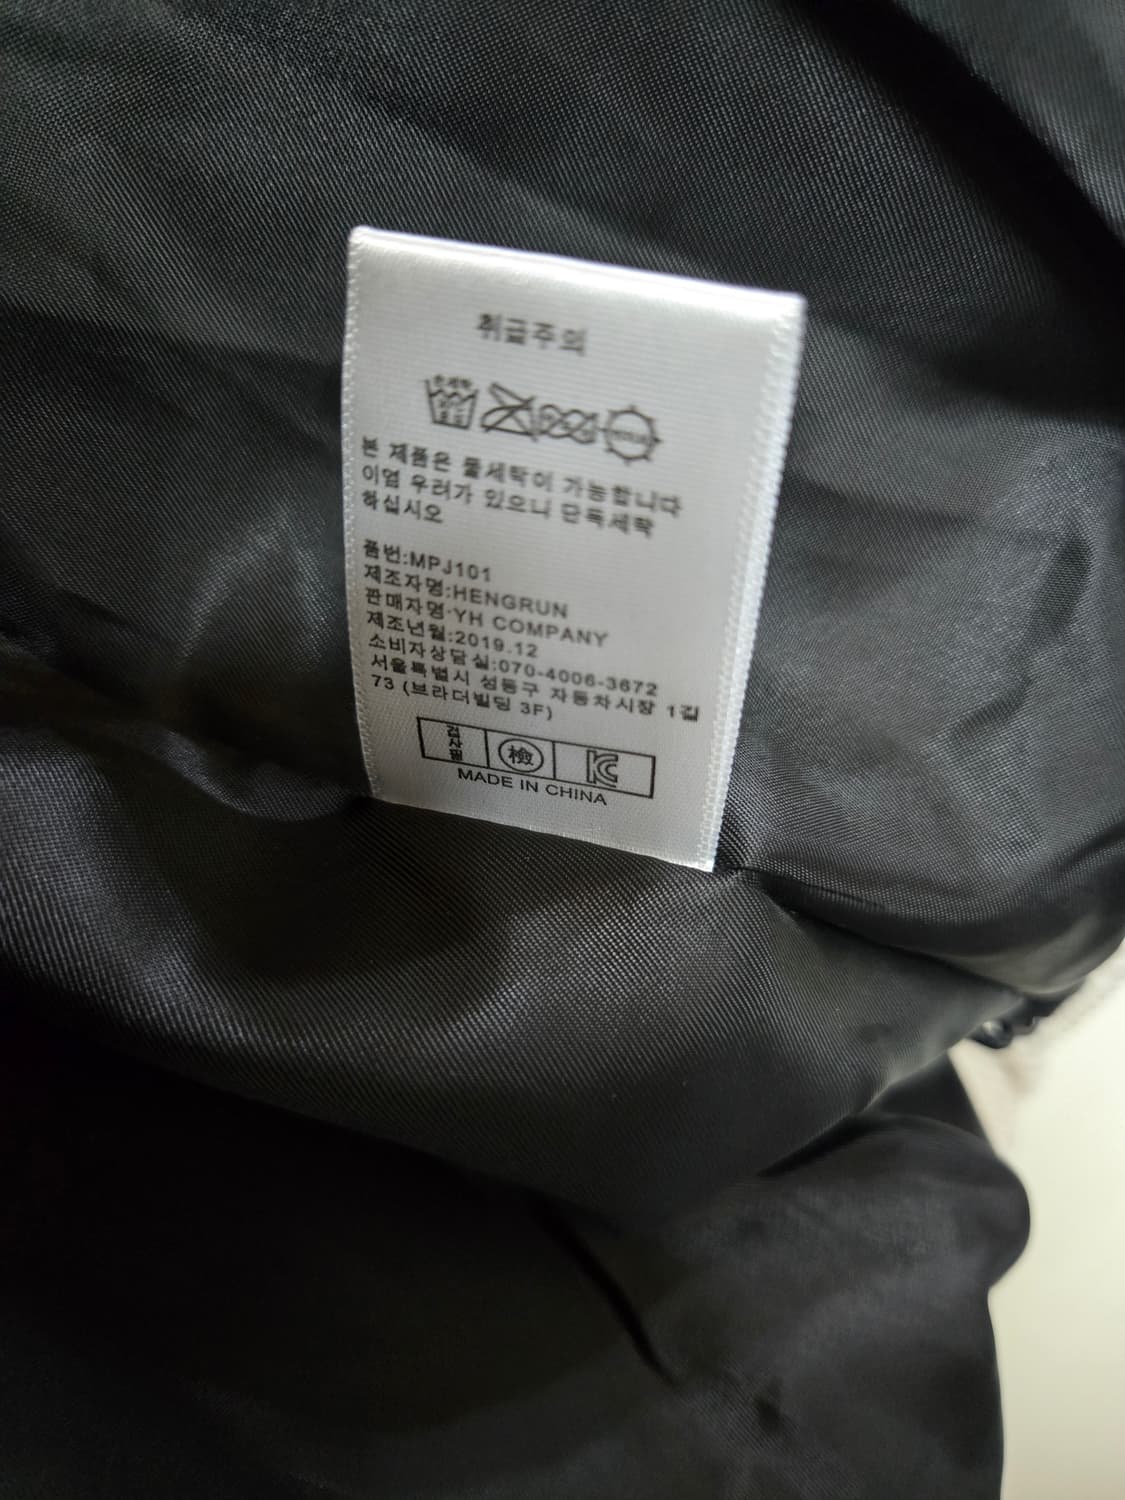 취급주의
손세탁
본 제품은 물세탁이 가능합니다
이염 우려가 있으니 단독세탁
하십시오
품번:MPJ101
제조자명:HENGRUN
판매자명:YH COMPANY
제조년월:2019.12
소비자상담실:070-4006-3672
서울특별시 성동구 자동차시장 1길
73 (브라더빌딩 3F)
검사필 檢 KC
MADE IN CHINA